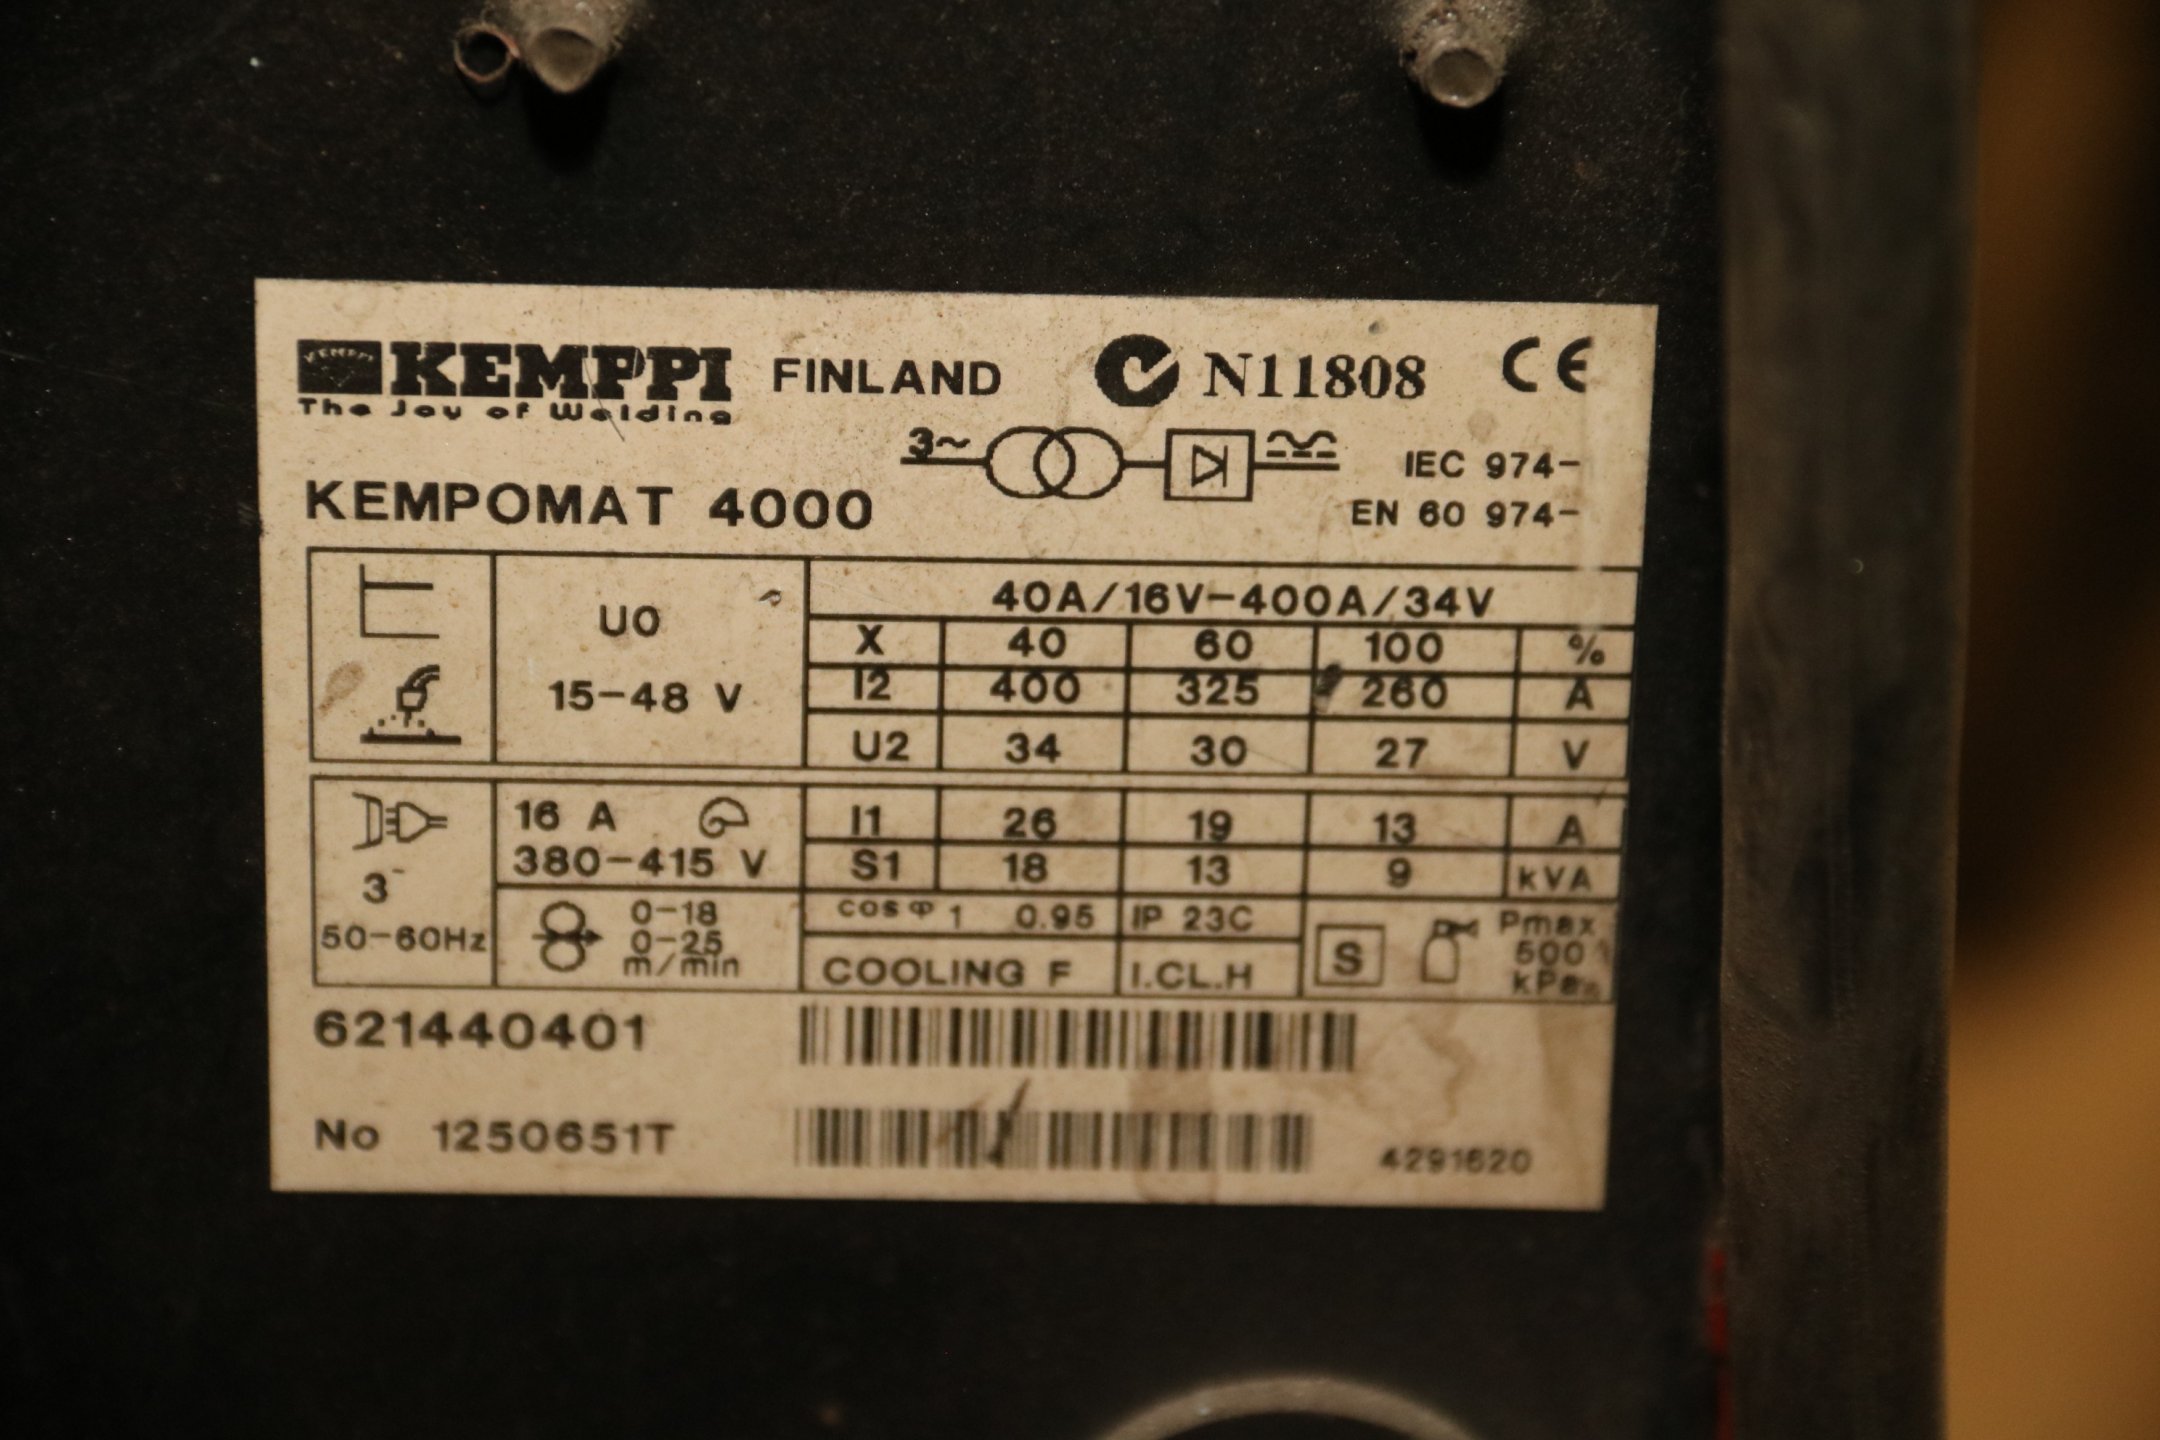 KEMPPI KEMPPI FINLAND N11808 CE
The Joy of Welding
3~ IEC 974-
KEMPOMAT 4000 EN 60 974-
40A/16V-400A/34V
U0 X 40 60 100 %
15-48 V I2 400 325 260 A
U2 34 30 27 V
16 A I1 26 19 13 A
380-415 V S1 18 13 9 kVA
3~
50-60Hz
0-18
0-25
m/min
cos φ 1 0.95 IP 23C
COOLING F I.CL.H
S Pmax
500
kPa
621440401
No 1250651T 4291620